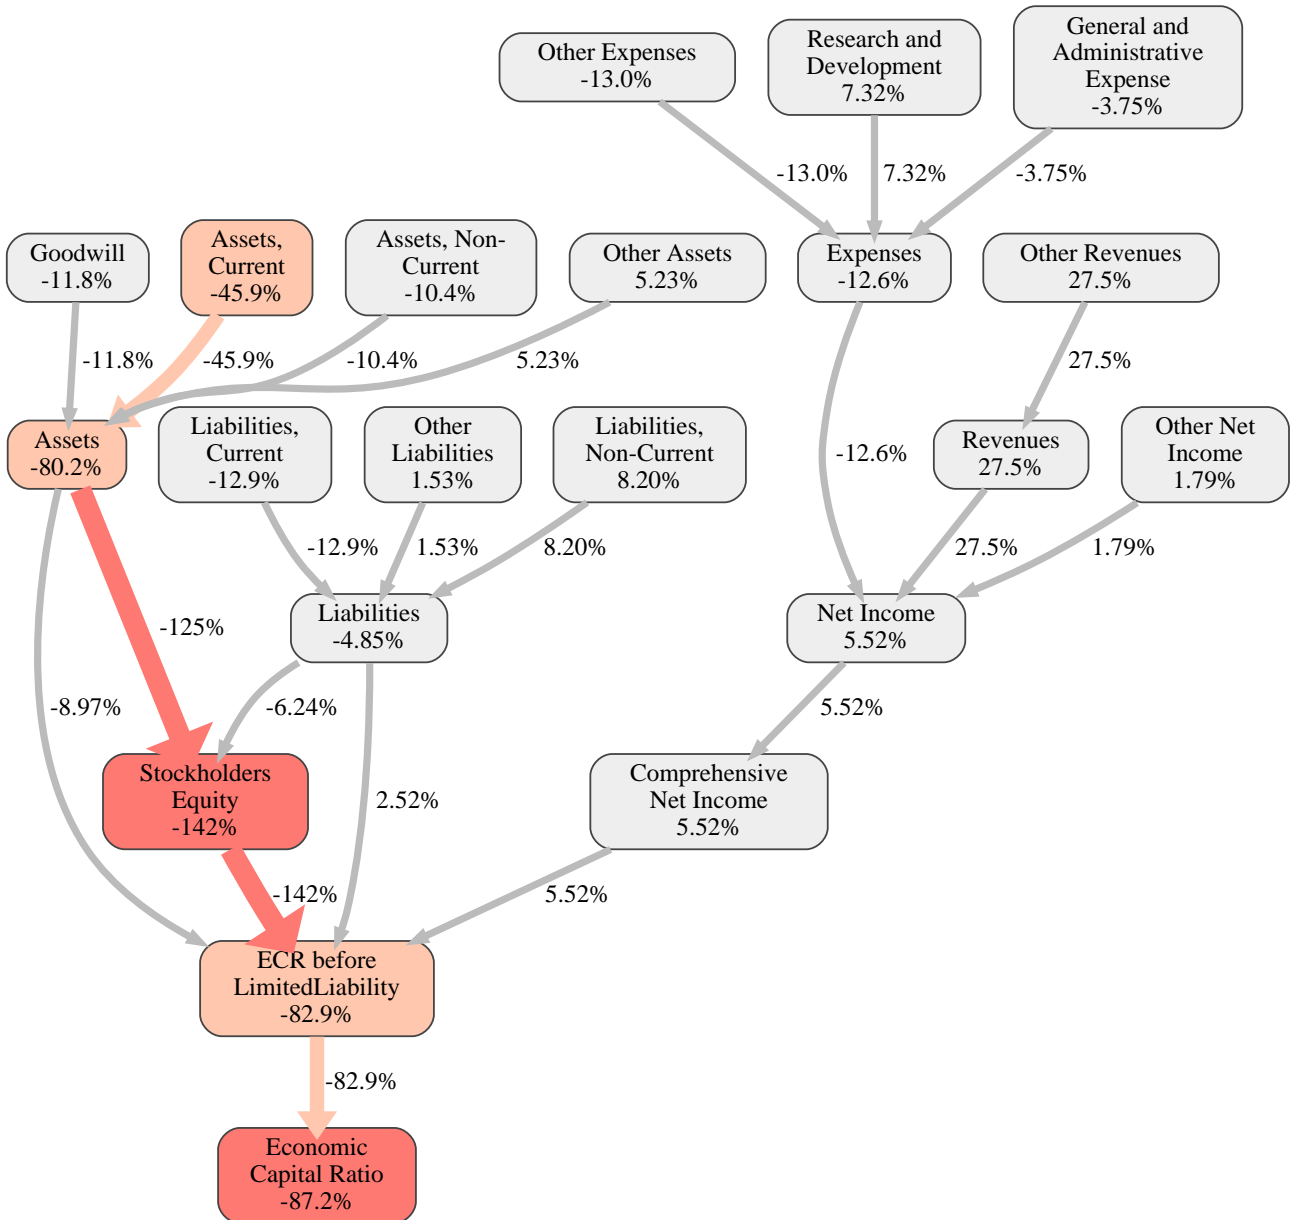 Other Expenses
-13.0%
Research and
Development
7.32%
General and
Administrative
Expense
-3.75%
-13.0%
7.32%
-3.75%
Goodwill
-11.8%
Assets,
Current
-45.9%
Assets, Non-
Current
-10.4%
Other Assets
5.23%
Expenses
-12.6%
Other Revenues
27.5%
-11.8%
-45.9%
-10.4%
5.23%
27.5%
Assets
-80.2%
Liabilities,
Current
-12.9%
Other
Liabilities
1.53%
Liabilities,
Non-Current
8.20%
-12.6%
Revenues
27.5%
Other Net
Income
1.79%
-12.9%
1.53%
8.20%
27.5%
1.79%
-125%
Liabilities
-4.85%
Net Income
5.52%
-8.97%
-6.24%
5.52%
Stockholders
Equity
-142%
2.52%
Comprehensive
Net Income
5.52%
-142%
5.52%
ECR before
LimitedLiability
-82.9%
-82.9%
Economic
Capital Ratio
-87.2%